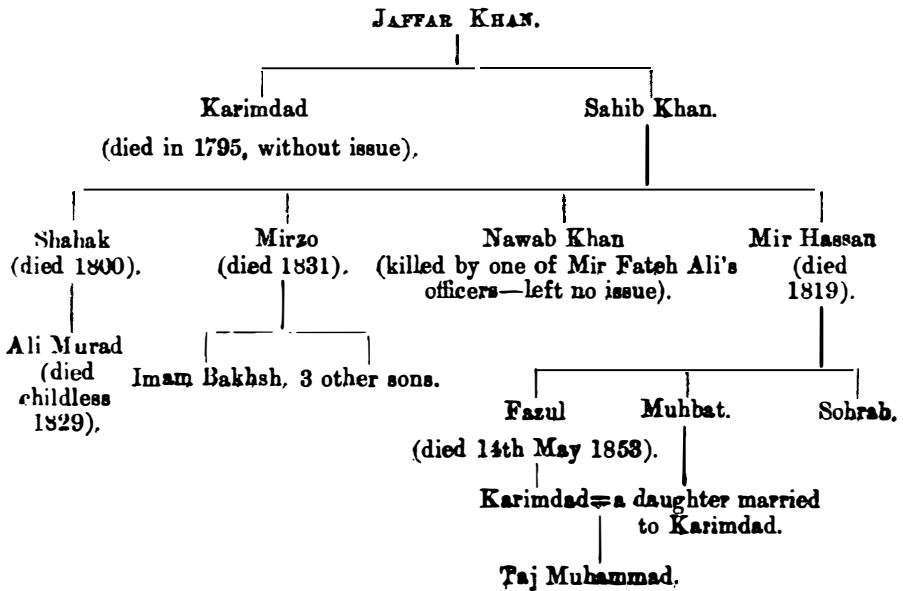 JAFFAR KHAN.
Karimdad
Sahib Khan.
(died in 1795, without issue).
Shahak
(died 1800).
Mirzo
(died 1831).
Nawab Khan
(killed by one of Mir Fateh Ali's
officers—left no issue).
Mir Hassan
(died
1819).
Ali Murad
(died
childless
1829).
Imam Bakhsh, 3 other sons.
Fazul
(died 14th May 1853).
Muhbat.
Sohrab.
Karimdad=a daughter married
to Karimdad.
Taj Muhammad.